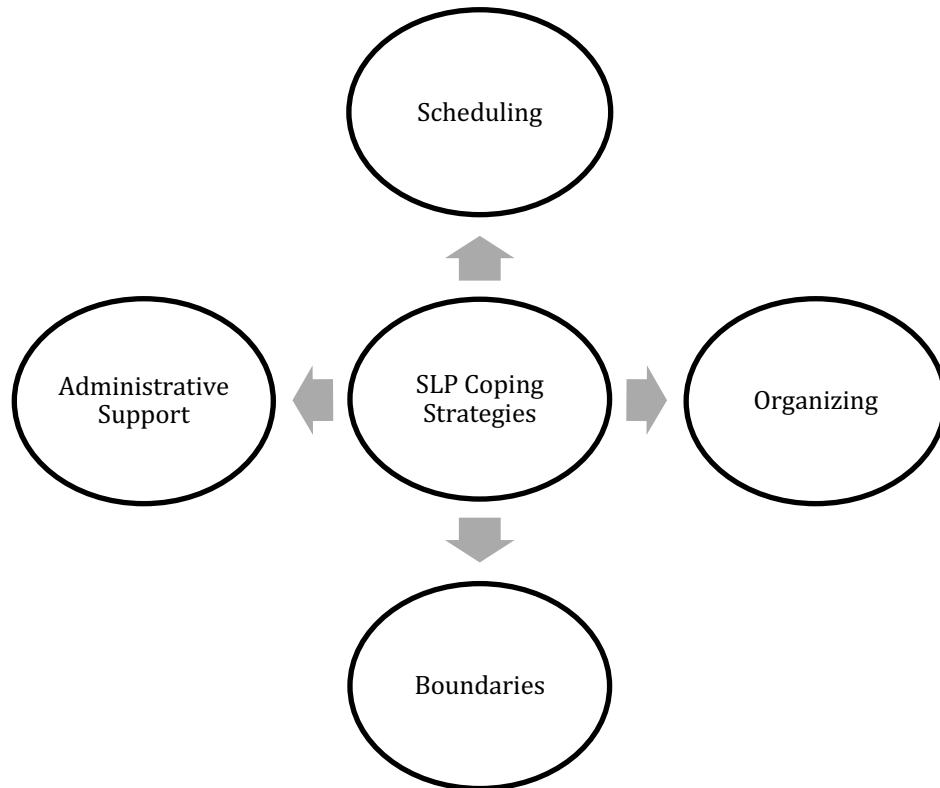 Scheduling
Administrative
Support
SLP Coping
Strategies
Organizing
Boundaries